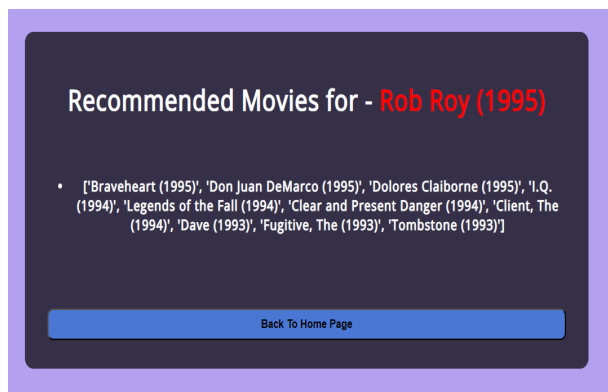 Recommended Movies for - Rob Roy (1995)
• ['Braveheart (1995)', 'Don Juan DeMarco (1995)', 'Dolores Claiborne (1995)', 'I.Q.
(1994)', 'Legends of the Fall (1994)', 'Clear and Present Danger (1994)', 'Client, The
(1994)', 'Dave (1993)', 'Fugitive, The (1993)', 'Tombstone (1993)']
Back To Home Page